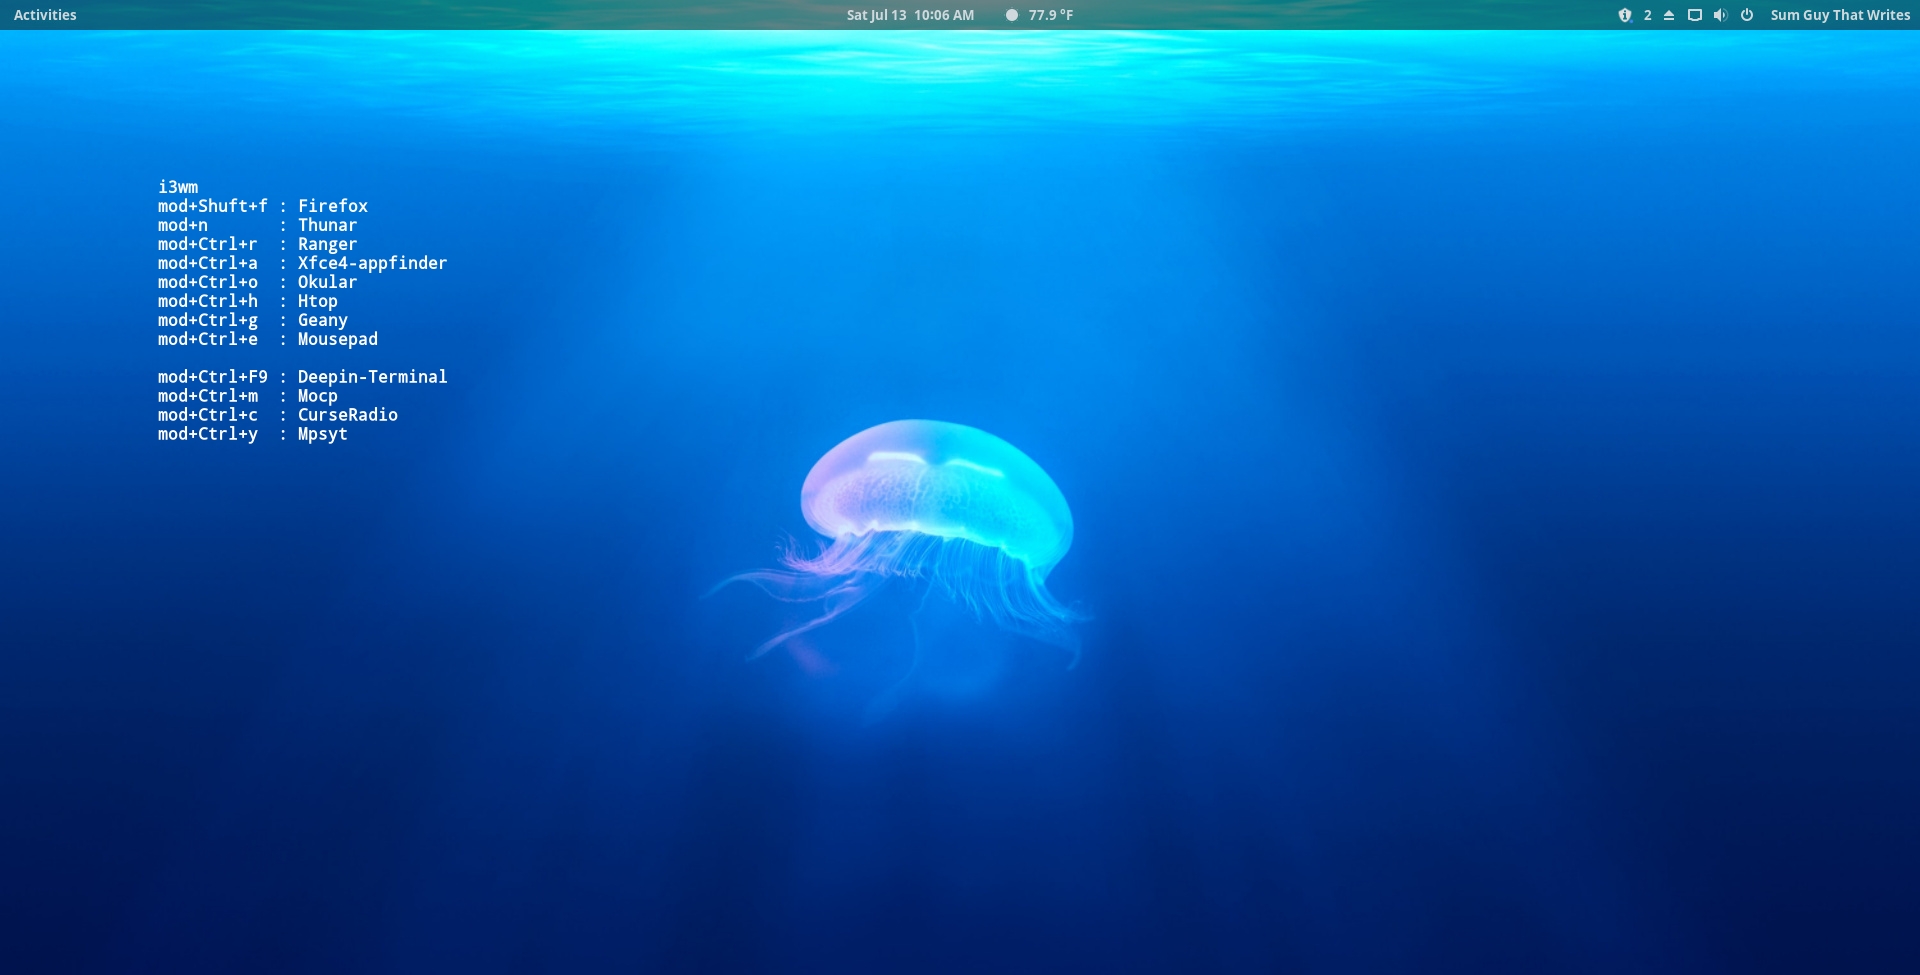 Activities Sat Jul 13 10:06 AM 77.9 °F 2 Sum Guy That Writes
i3wm
mod+Shuft+f : Firefox
mod+n : Thunar
mod+Ctrl+r : Ranger
mod+Ctrl+a : Xfce4-appfinder
mod+Ctrl+o : Okular
mod+Ctrl+h : Htop
mod+Ctrl+g : Geany
mod+Ctrl+e : Mousepad
mod+Ctrl+F9 : Deepin-Terminal
mod+Ctrl+m : Mocp
mod+Ctrl+c : CurseRadio
mod+Ctrl+y : Mpsyt